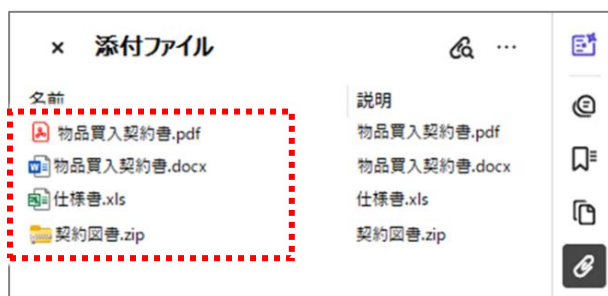 × 添付ファイル
名前 説明
物品買入契約書.pdf 物品買入契約書.pdf
物品買入契約書.docx 物品買入契約書.docx
仕様書.xls 仕様書.xls
契約図書.zip 契約図書.zip